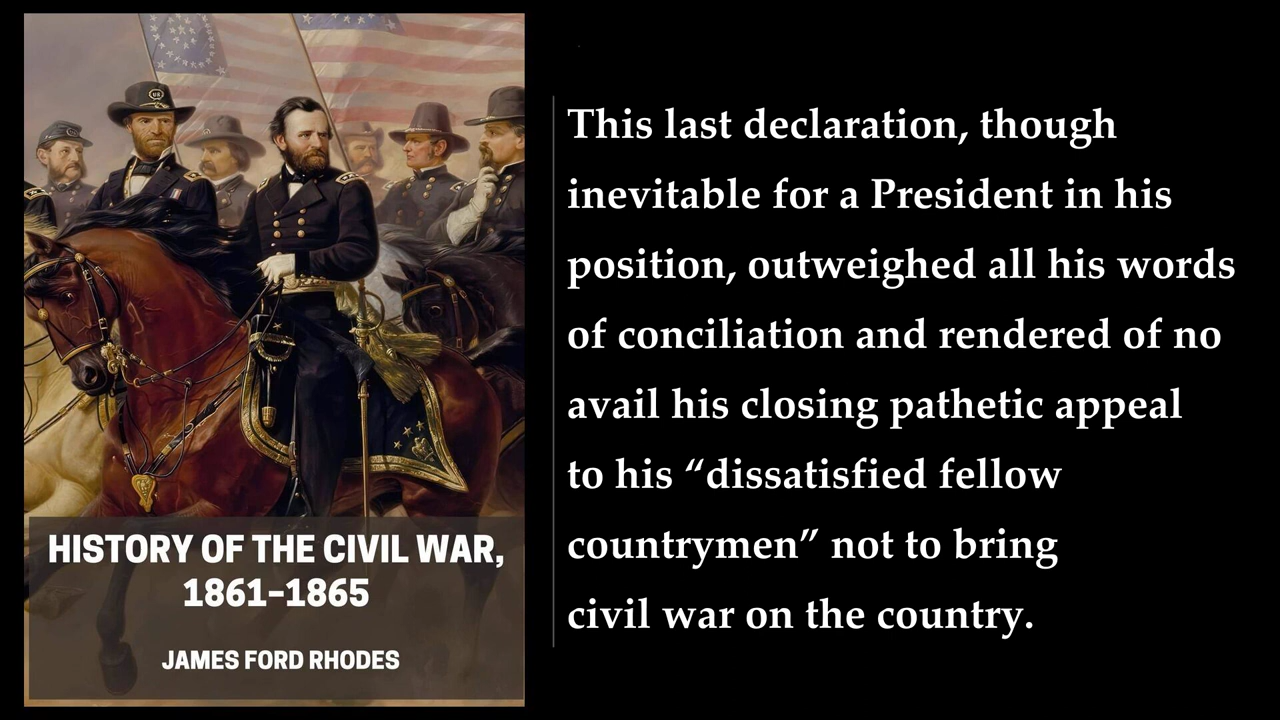 HISTORY OF THE CIVIL WAR,
1861–1865
JAMES FORD RHODES
This last declaration, though
inevitable for a President in his
position, outweighed all his words
of conciliation and rendered of no
avail his closing pathetic appeal
to his “dissatisfied fellow
countrymen” not to bring
civil war on the country.